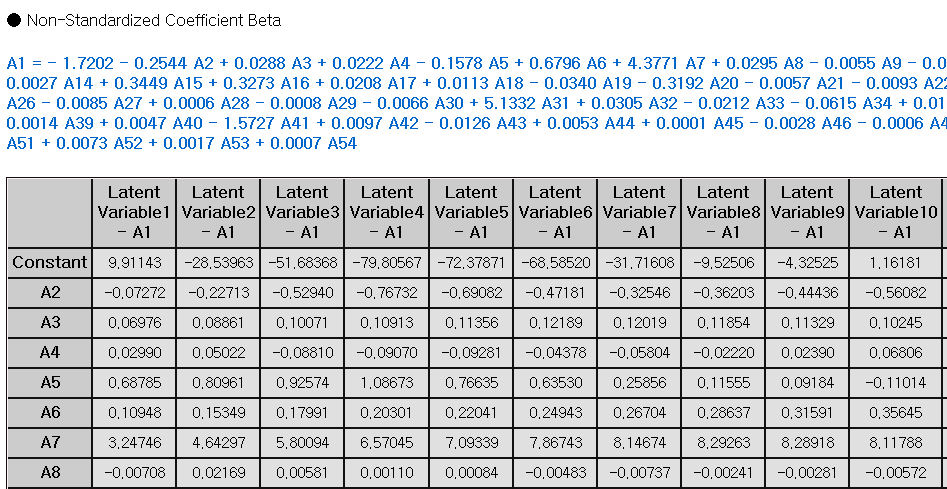 ● Non-Standardized Coefficient Beta
A1 = - 1.7202 - 0.2544 A2 + 0.0288 A3 + 0.0222 A4 - 0.1578 A5 + 0.6796 A6 + 4.3771 A7 + 0.0295 A8 - 0.0055 A9 - 0.0
0.0027 A14 + 0.3449 A15 + 0.3273 A16 + 0.0208 A17 + 0.0113 A18 - 0.0340 A19 - 0.3192 A20 - 0.0057 A21 - 0.0093 A22
A26 - 0.0085 A27 + 0.0006 A28 - 0.0008 A29 - 0.0066 A30 + 5.1332 A31 + 0.0305 A32 - 0.0212 A33 - 0.0615 A34 + 0.01
0.0014 A39 + 0.0047 A40 - 1.5727 A41 + 0.0097 A42 - 0.0126 A43 + 0.0053 A44 + 0.0001 A45 - 0.0028 A46 - 0.0006 A4
A51 + 0.0073 A52 + 0.0017 A53 + 0.0007 A54
Latent Latent Latent Latent Latent Latent Latent Latent Latent Latent
Variable1 Variable2 Variable3 Variable4 Variable5 Variable6 Variable7 Variable8 Variable9 Variable10
- A1 - A1 - A1 - A1 - A1 - A1 - A1 - A1 - A1 - A1
Constant 9.91143 -28.53963 -51.68368 -79.80567 -72.37871 -68.58520 -31.71608 -9.52506 -4.32525 1.16181
A2 -0.07272 -0.22713 -0.52940 -0.76732 -0.69082 -0.47181 -0.32546 -0.36203 -0.44436 -0.56082
A3 0.06976 0.08861 0.10071 0.10913 0.11356 0.12189 0.12019 0.11854 0.11329 0.10245
A4 0.02990 0.05022 -0.08810 -0.09070 -0.09281 -0.04378 -0.05804 -0.02220 0.02390 0.06806
A5 0.68785 0.80961 0.92574 1.08673 0.76635 0.63530 0.25856 0.11555 0.09184 -0.11014
A6 0.10948 0.15349 0.17991 0.20301 0.22041 0.24943 0.26704 0.28637 0.31591 0.35645
A7 3.24746 4.64297 5.80094 6.57045 7.09339 7.86743 8.14674 8.29263 8.28918 8.11788
A8 -0.00708 0.02169 0.00581 0.00110 0.00084 -0.00483 -0.00737 -0.00241 -0.00281 -0.00572